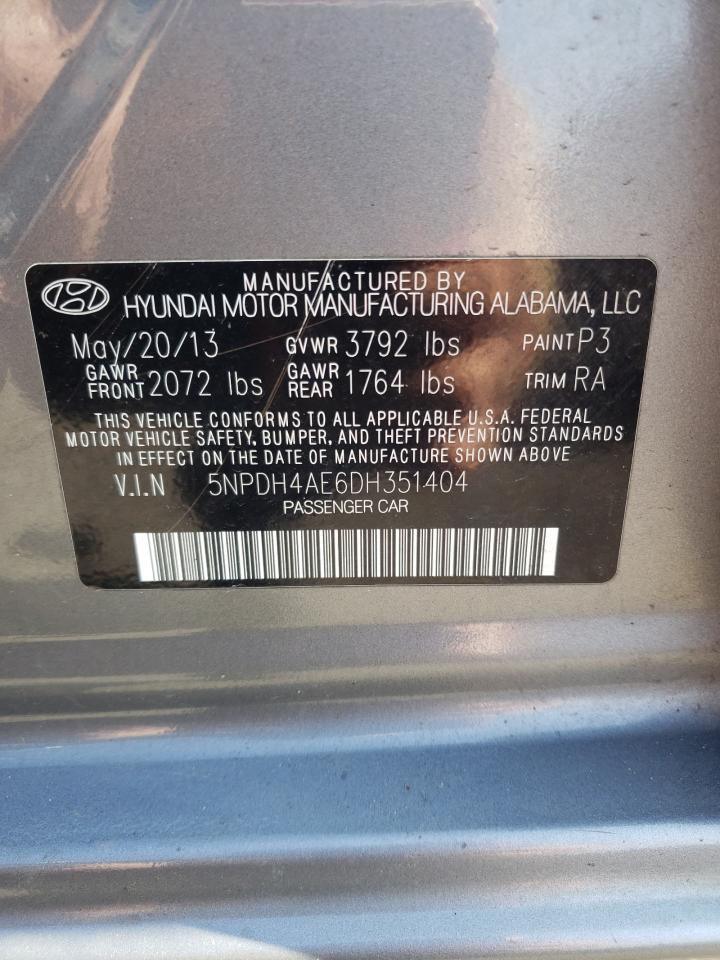 MANUFACTURED BY
HYUNDAI MOTOR MANUFACTURING ALABAMA, LLC
May/20/13 GVWR 3792 lbs PAINT P3
GAWR FRONT 2072 lbs GAWR REAR 1764 lbs TRIM RA
THIS VEHICLE CONFORMS TO ALL APPLICABLE U.S.A. FEDERAL
MOTOR VEHICLE SAFETY, BUMPER, AND THEFT PREVENTION STANDARDS
IN EFFECT ON THE DATE OF MANUFACTURE SHOWN ABOVE.
V.I.N 5NPDH4AE6DH351404
PASSENGER CAR